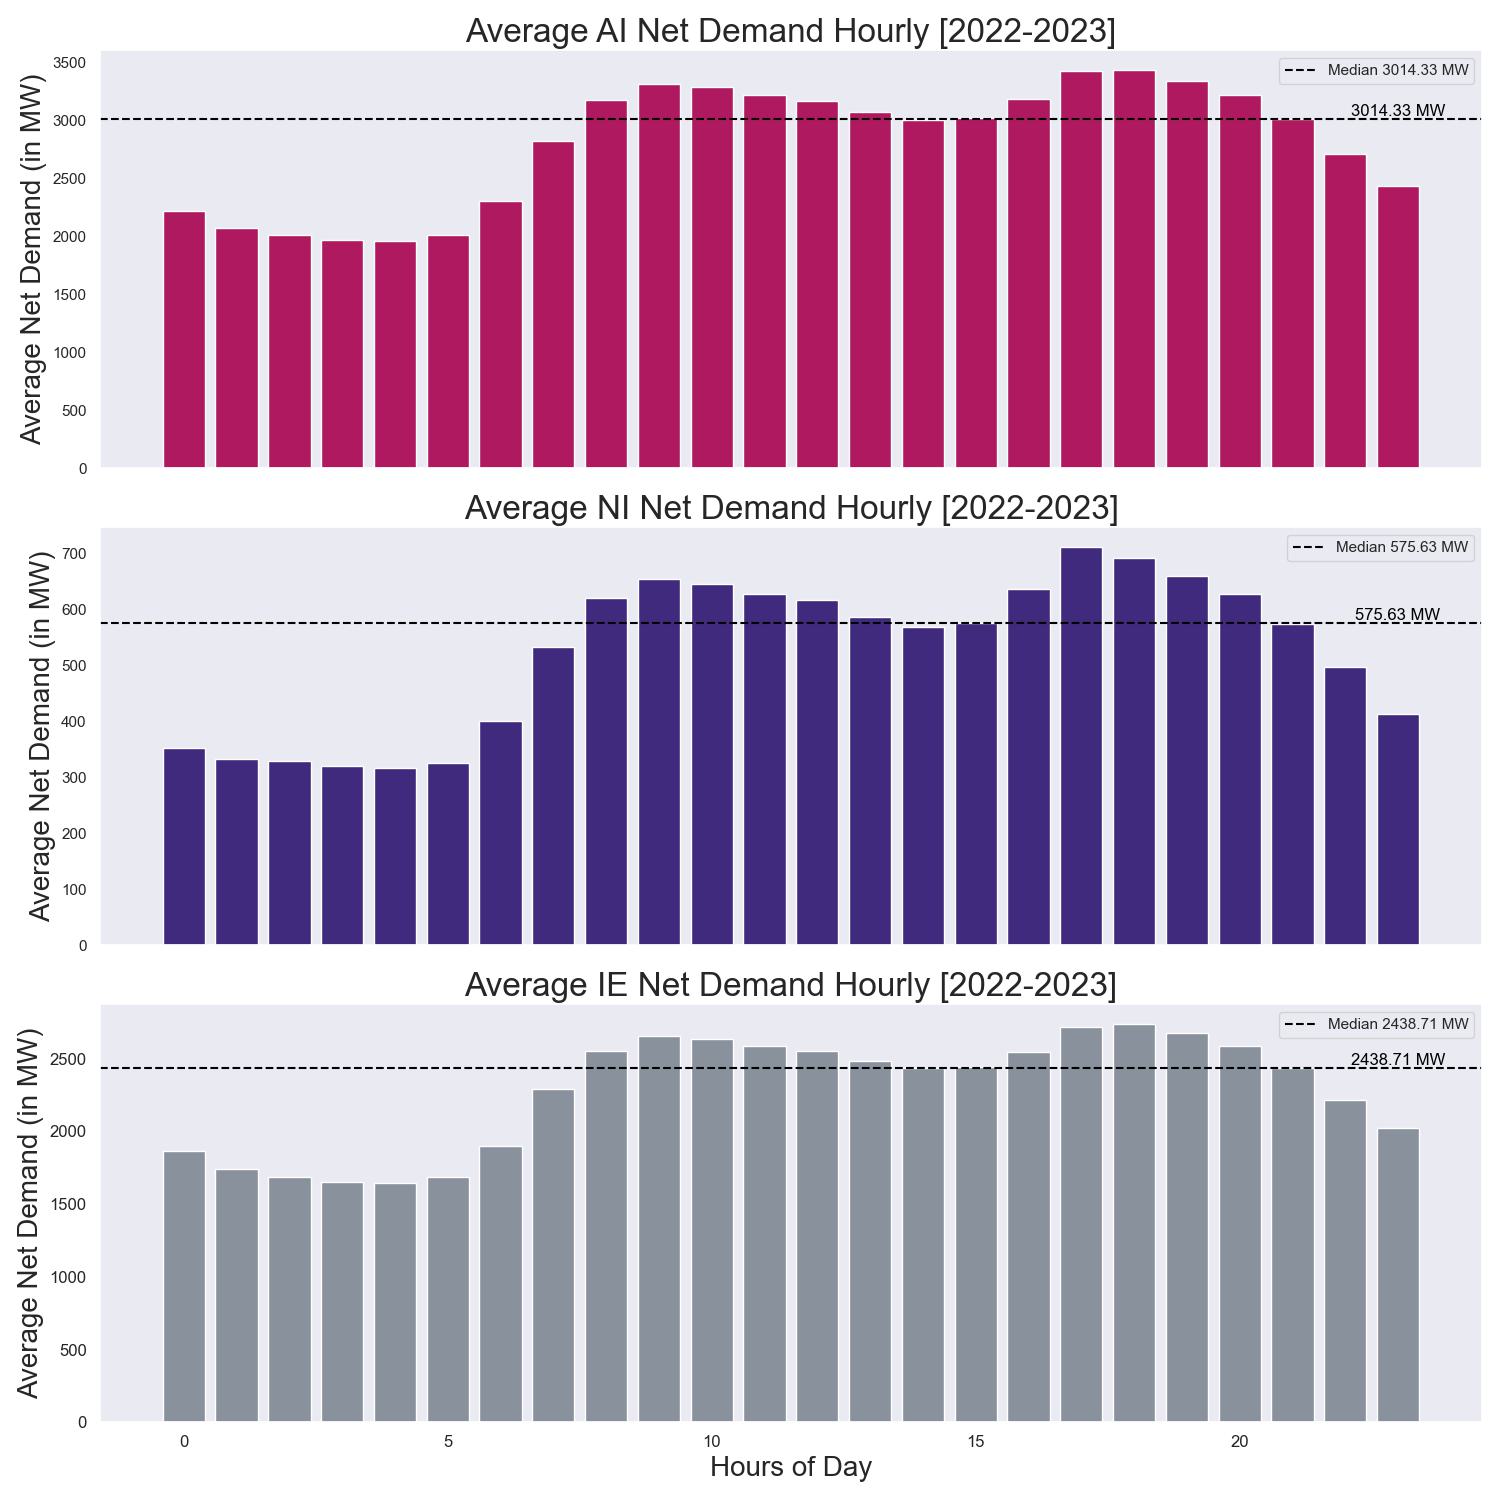 Average AI Net Demand Hourly [2022-2023]
Average Net Demand (in MW)
3500
3000
2500
2000
1500
1000
500
0
Median 3014.33 MW
3014.33 MW
Average NI Net Demand Hourly [2022-2023]
Average Net Demand (in MW)
700
600
500
400
300
200
100
0
Median 575.63 MW
575.63 MW
Average IE Net Demand Hourly [2022-2023]
Average Net Demand (in MW)
2500
2000
1500
1000
500
0
Median 2438.71 MW
2438.71 MW
0 5 10 15 20
Hours of Day